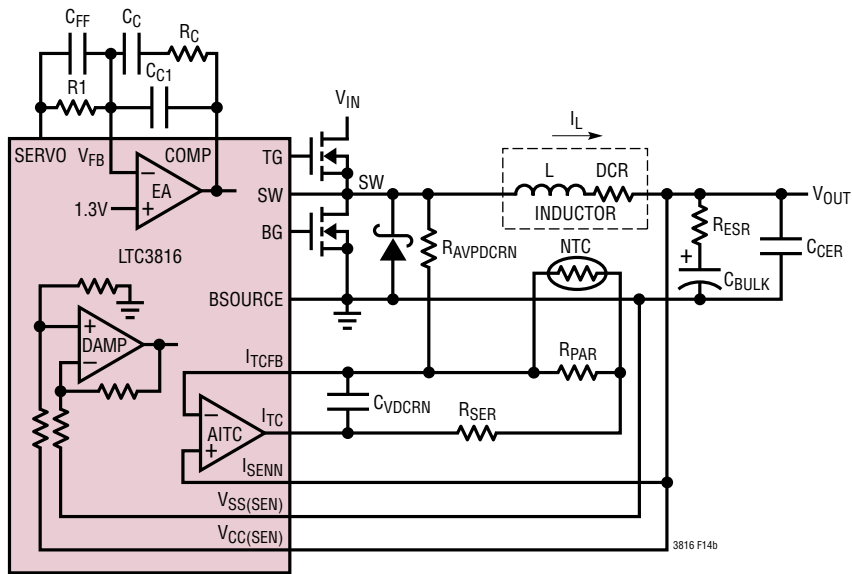 CFF
CC
RC
R1
CC1
SERVO
VFB
COMP
EA
1.3V
LTC3816
TG
SW
BG
BSOURCE
VIN
SW
IL
L
DCR
INDUCTOR
VOUT
RESR
CBULK
+
CCER
RAVPDCRN
NTC
RPAR
DAMP
+
−
ITCFB
ITC
AITC
−
+
CVDCRN
RSER
ISENN
VSS(SEN)
VCC(SEN)
−
+
3816 F14b